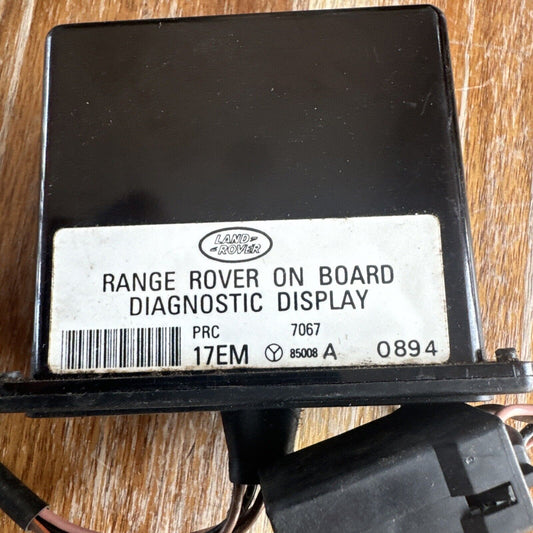 LAND
ROVER
RANGE ROVER ON BOARD
DIAGNOSTIC DISPLAY
PRC 7067
17EM 85008 A 0894